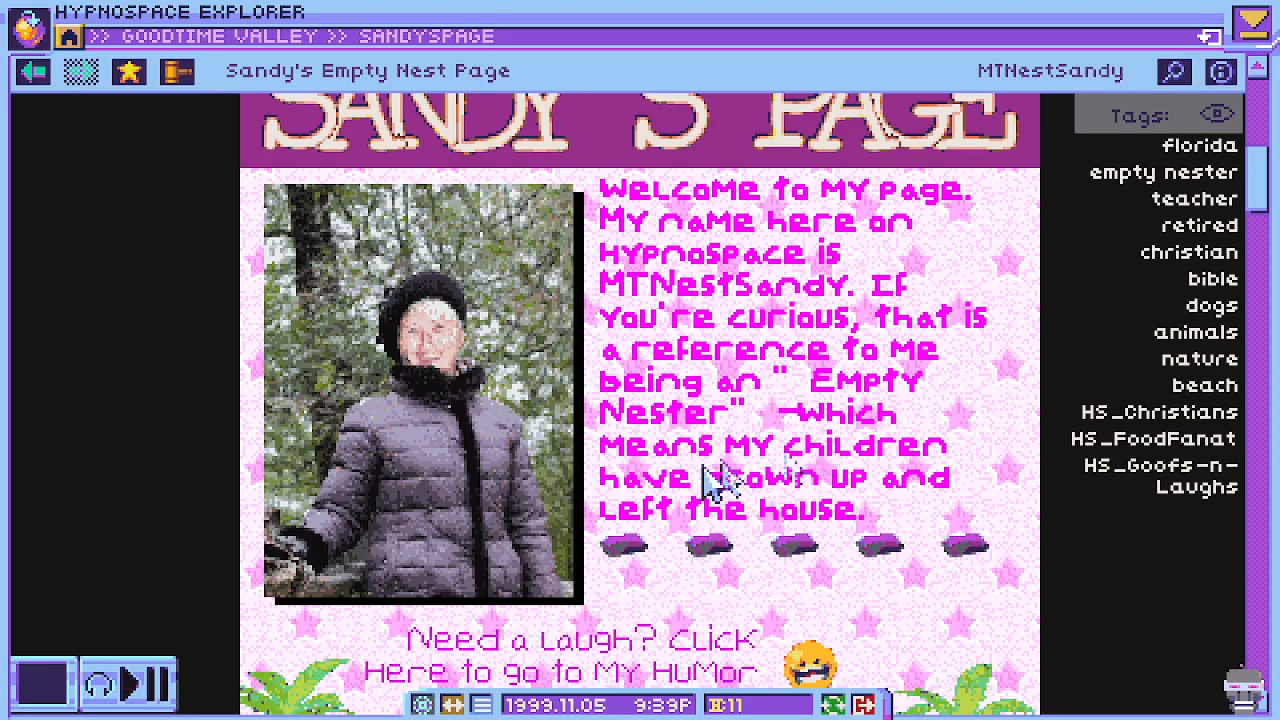 HYPNOSPACE EXPLORER
>> GOODTIME VALLEY >> SANDYSPAGE
Sandy's Empty Nest Page
MTNestSandy
SANDY'S PAGE
Tags:
florida
empty nester
teacher
retired
christian
bible
dogs
animals
nature
beach
HS_Christians
HS_FoodFanat
HS_Goofs-n-
Laughs
Welcome to my page.
My name here on
Hypnospace is
MTNestSandy. If
you're curious, that is
a reference to me
being an " Empty
Nester" -which
means my children
have grown up and
left the house.
Need a laugh? Click
Here to go to my Humor
1999.11.05 9:39P
11